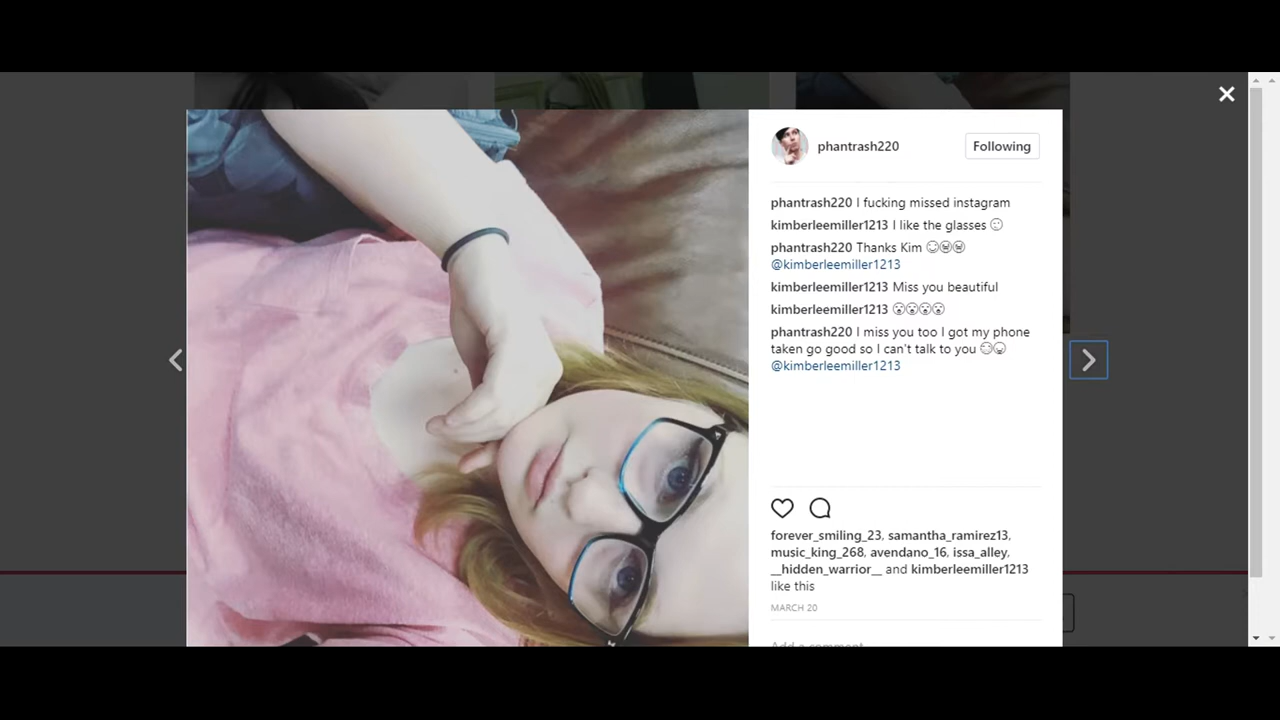 phantrash220
Following
phantrash220 I fucking missed instagram
kimberleemiller1213 I like the glasses
phantrash220 Thanks Kim
@kimberleemiller1213
kimberleemiller1213 Miss you beautiful
kimberleemiller1213
phantrash220 I miss you too I got my phone
taken go good so I can't talk to you
@kimberleemiller1213
forever_smiling_23, samantha_ramirez13,
music_king_268, avendano_16, issa_alley,
__hidden_warrior__ and kimberleemiller1213
like this
MARCH 20
Add a comment